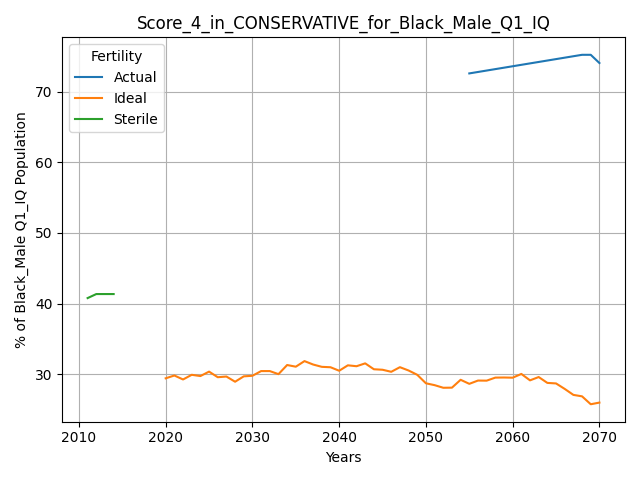 Score_4_in_CONSERVATIVE_for_Black_Male_Q1_IQ
Fertility
Actual
Ideal
Sterile
% of Black_Male Q1_IQ Population
70
60
50
40
30
2010 2020 2030 2040 2050 2060 2070
Years